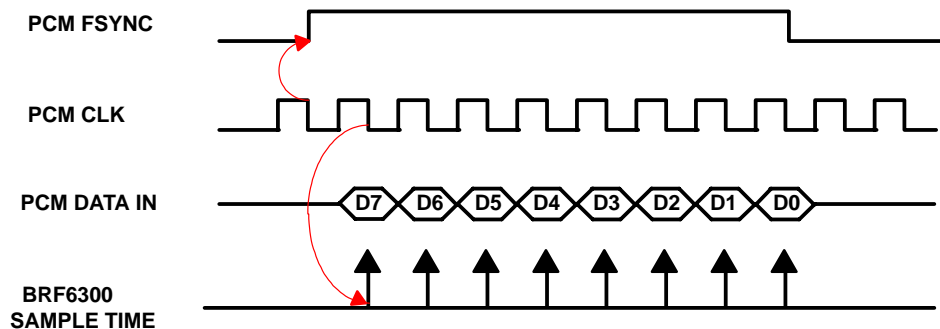 PCM FSYNC
PCM CLK
PCM DATA IN
D7 D6 D5 D4 D3 D2 D1 D0
BRF6300
SAMPLE TIME